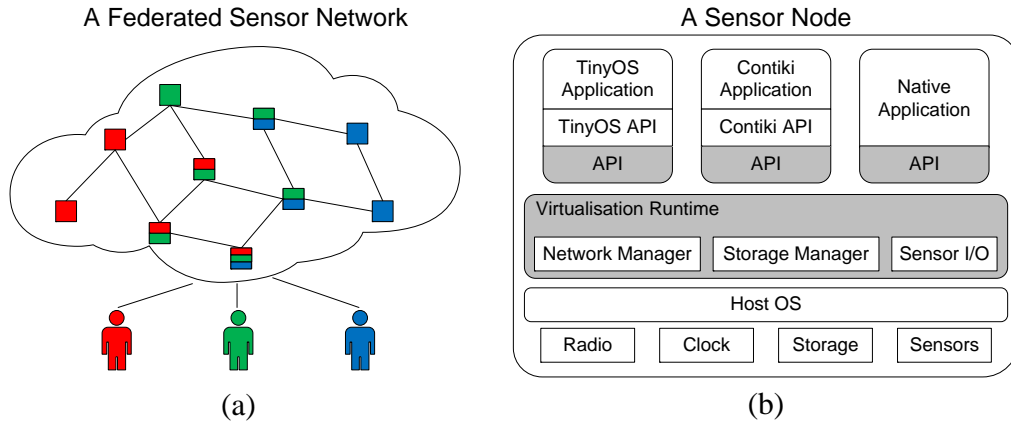 A Federated Sensor Network
(a)
A Sensor Node
TinyOS
Application
TinyOS API
API
Contiki
Application
Contiki API
API
Native
Application
API
Virtualisation Runtime
Network Manager
Storage Manager
Sensor I/O
Host OS
Radio
Clock
Storage
Sensors
(b)